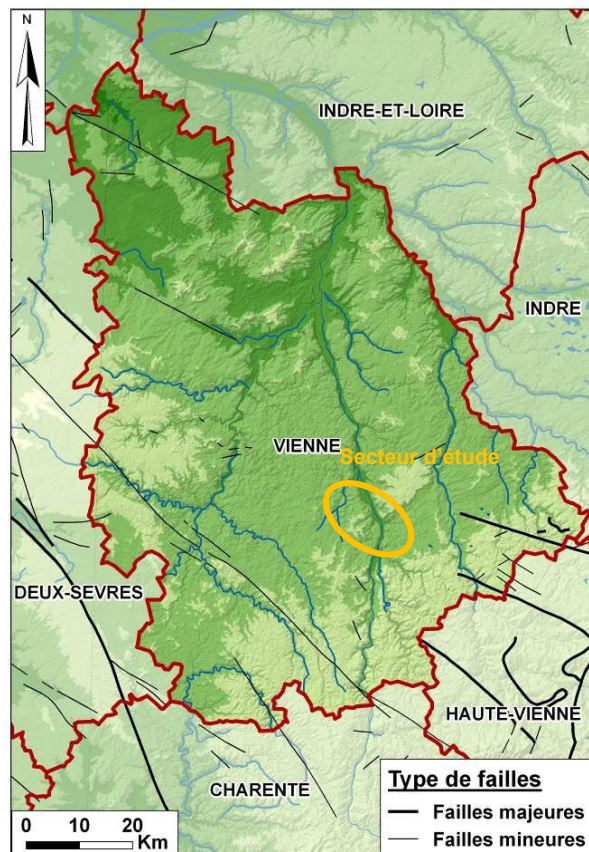 N
INDRE-ET-LOIRE
INDRE
VIENNE
Secteur d'étude
DEUX-SEVRES
HAUTE-VIENNE
CHARENTE
Type de failles
Failles majeures
Failles mineures
0 10 20
Km